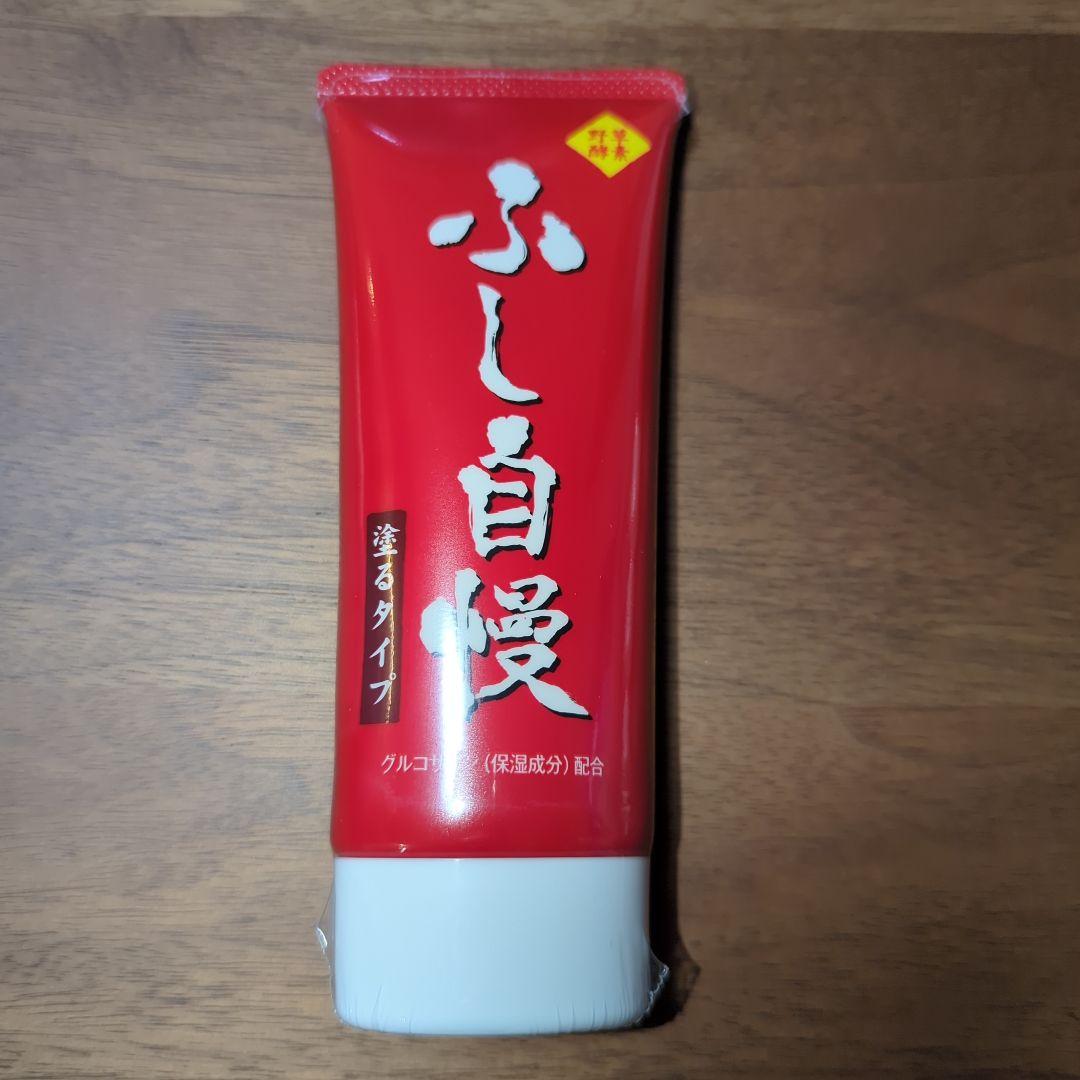 野草
酵素
ふし自慢
塗るタイプ
(保湿成分)配合